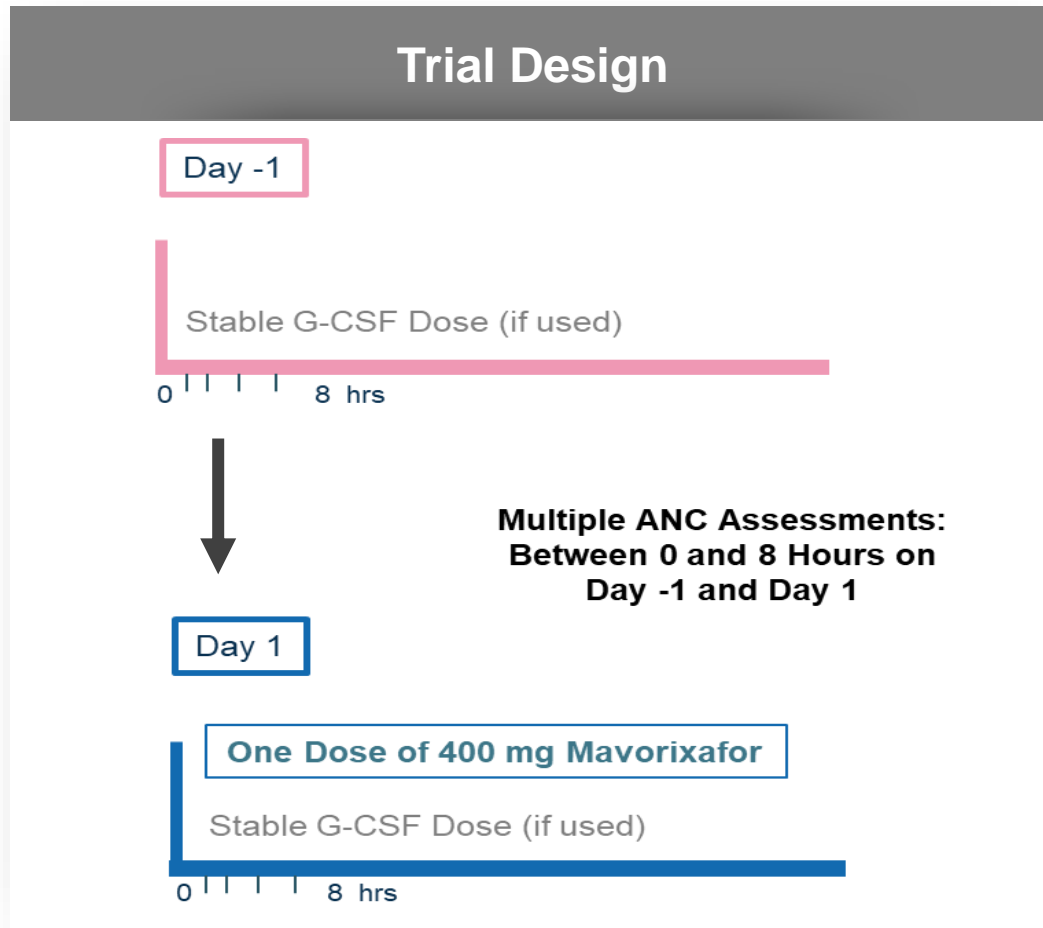 Trial Design
Day -1
Stable G-CSF Dose (if used)
0 8 hrs
Multiple ANC Assessments:
Between 0 and 8 Hours on
Day -1 and Day 1
Day 1
One Dose of 400 mg Mavorixafor
Stable G-CSF Dose (if used)
0 8 hrs